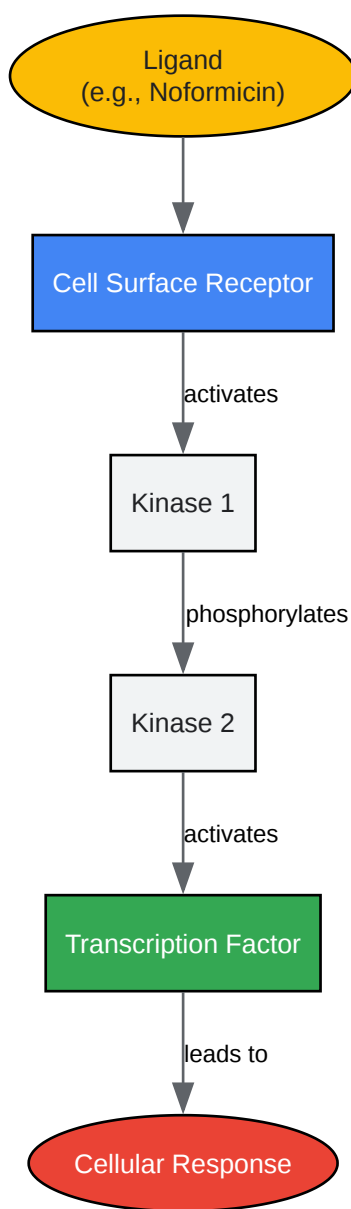 Ligand
(e.g., Noformicin)
Cell Surface Receptor
activates
Kinase 1
phosphorylates
Kinase 2
activates
Transcription Factor
leads to
Cellular Response